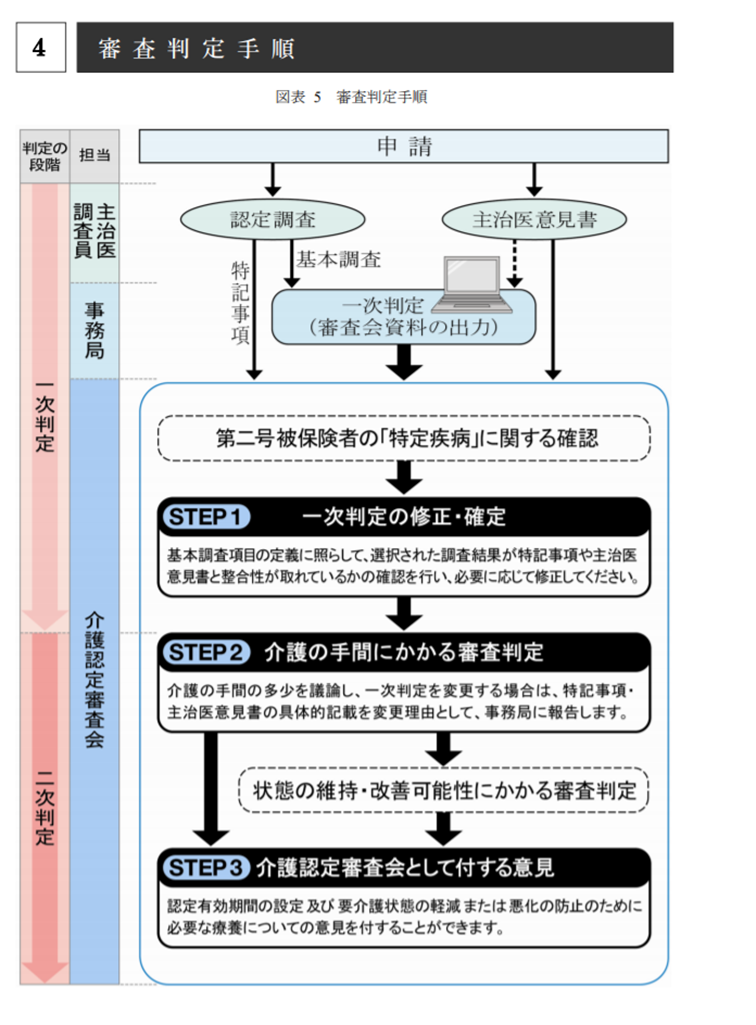 4
審査判定手順
図表 5 審査判定手順
判定の
段階
担当
申請
主治医
調査員
認定調査
主治医意見書
特記事項
基本調査
事務局
一次判定
(審査会資料の出力)
一次判定
介護認定審査会
二次判定
第二号被保険者の「特定疾病」に関する確認
STEP1 一次判定の修正・確定
基本調査項目の定義に照らして、選択された調査結果が特記事項や主治医
意見書と整合性が取れているかの確認を行い、必要に応じて修正してください。
STEP2 介護の手間にかかる審査判定
介護の手間の多少を議論し、一次判定を変更する場合は、特記事項・
主治医意見書の具体的記載を変更理由として、事務局に報告します。
状態の維持・改善可能性にかかる審査判定
STEP3 介護認定審査会として付する意見
認定有効期間の設定 及び 要介護状態の軽減 または 悪化の防止のために
必要な療養についての意見を付することができます。